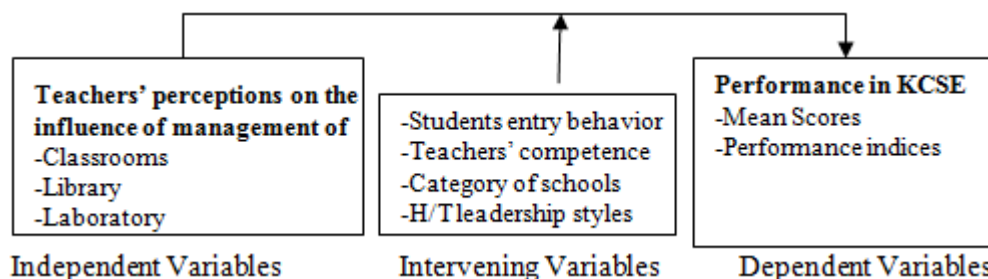 Teachers' perceptions on the
influence of management of
-Classrooms
-Library
-Laboratory
-Students entry behavior
-Teachers' competence
-Category of schools
-H/T leadership styles
Performance in KCSE
-Mean Scores
-Performance indices
Independent Variables
Intervening Variables
Dependent Variables